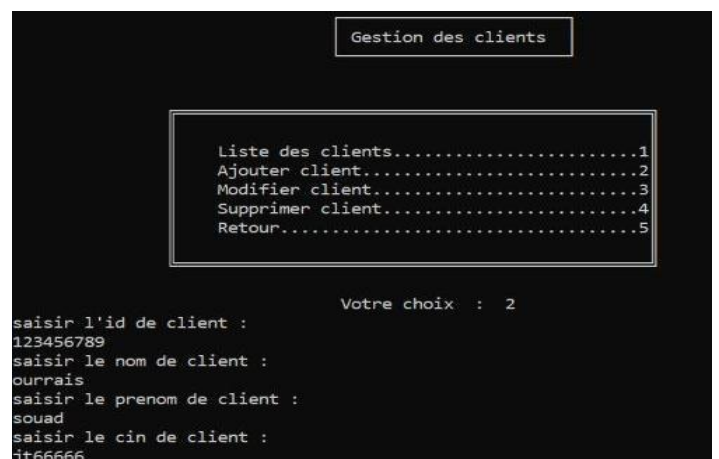 Gestion des clients
Liste des clients........................1
Ajouter client...........................2
Modifier client..........................3
Supprimer client.........................4
Retour...................................5
Votre choix : 2
saisir l'id de client :
123456789
saisir le nom de client :
ourrais
saisir le prenom de client :
souad
saisir le cin de client :
jt66666